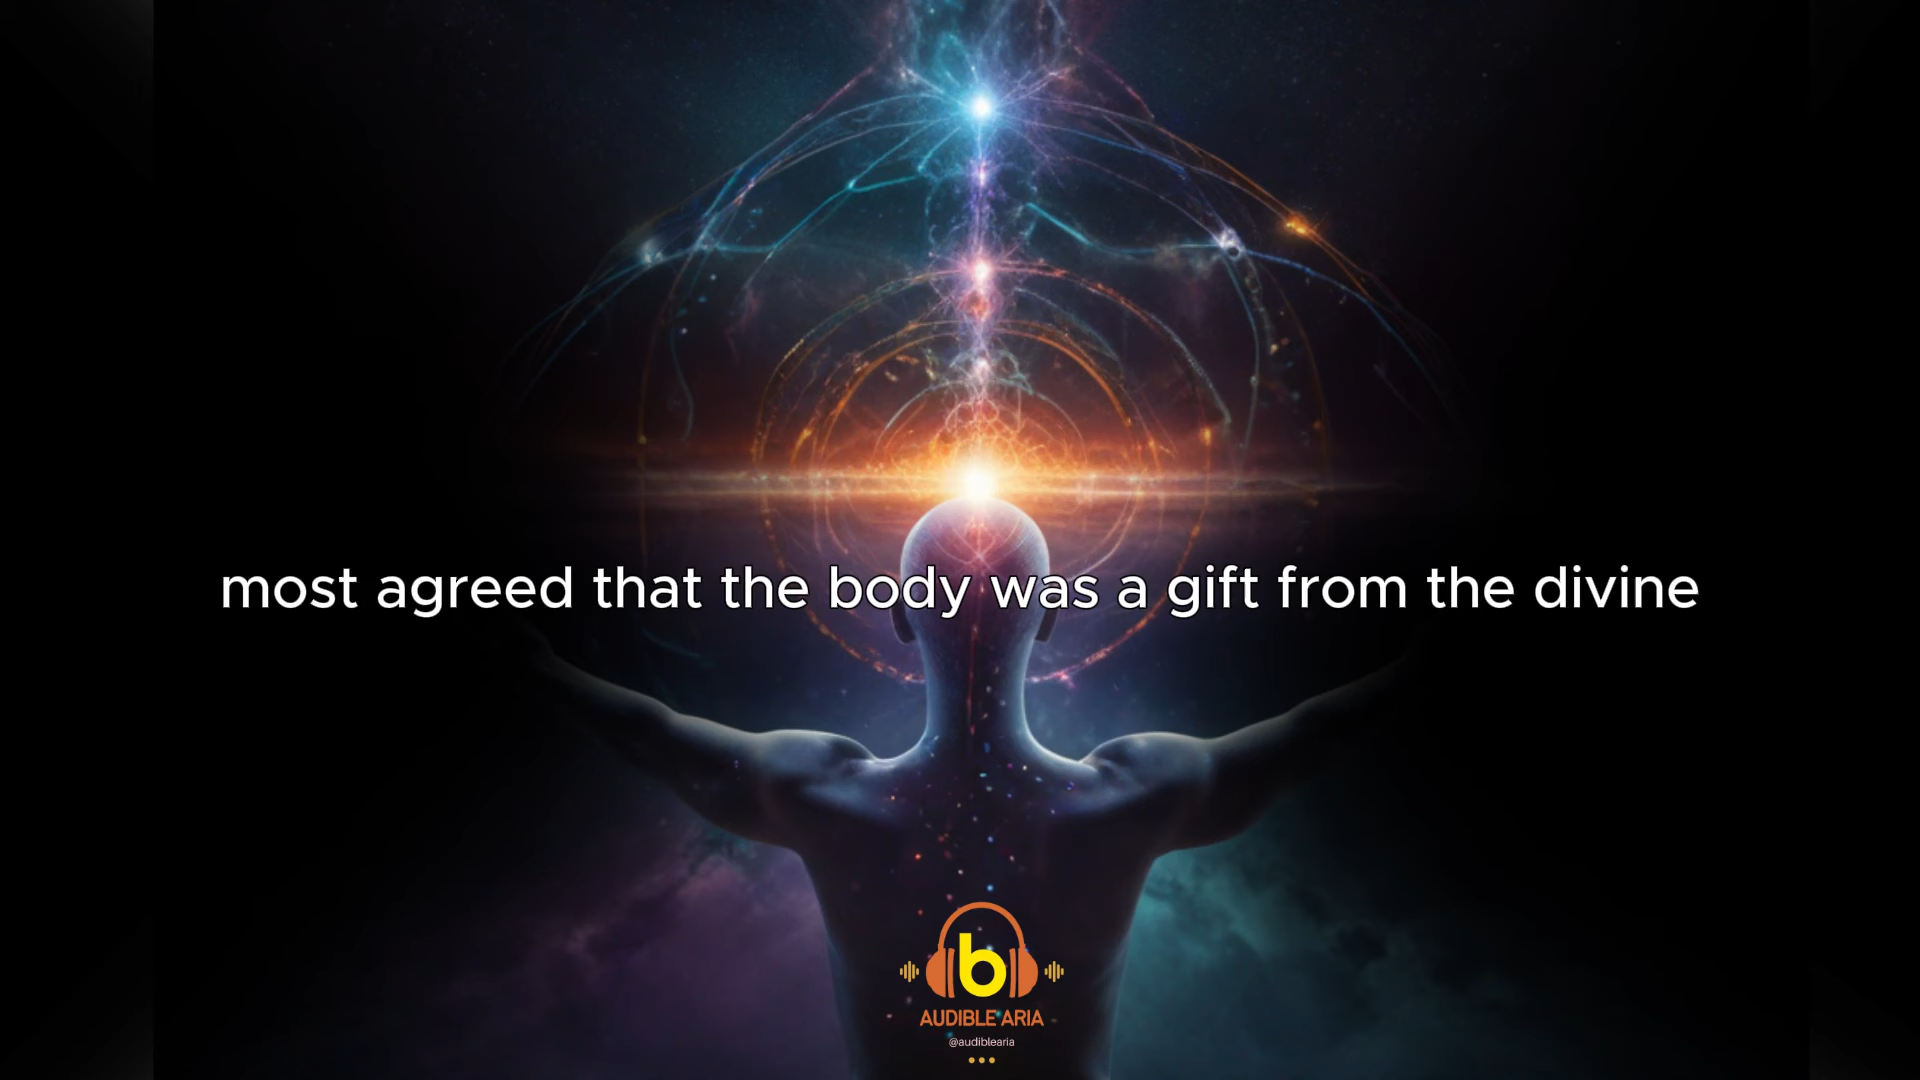 most agreed that the body was a gift from the divine
b
AUDIBLE ARIA
@audiblearia